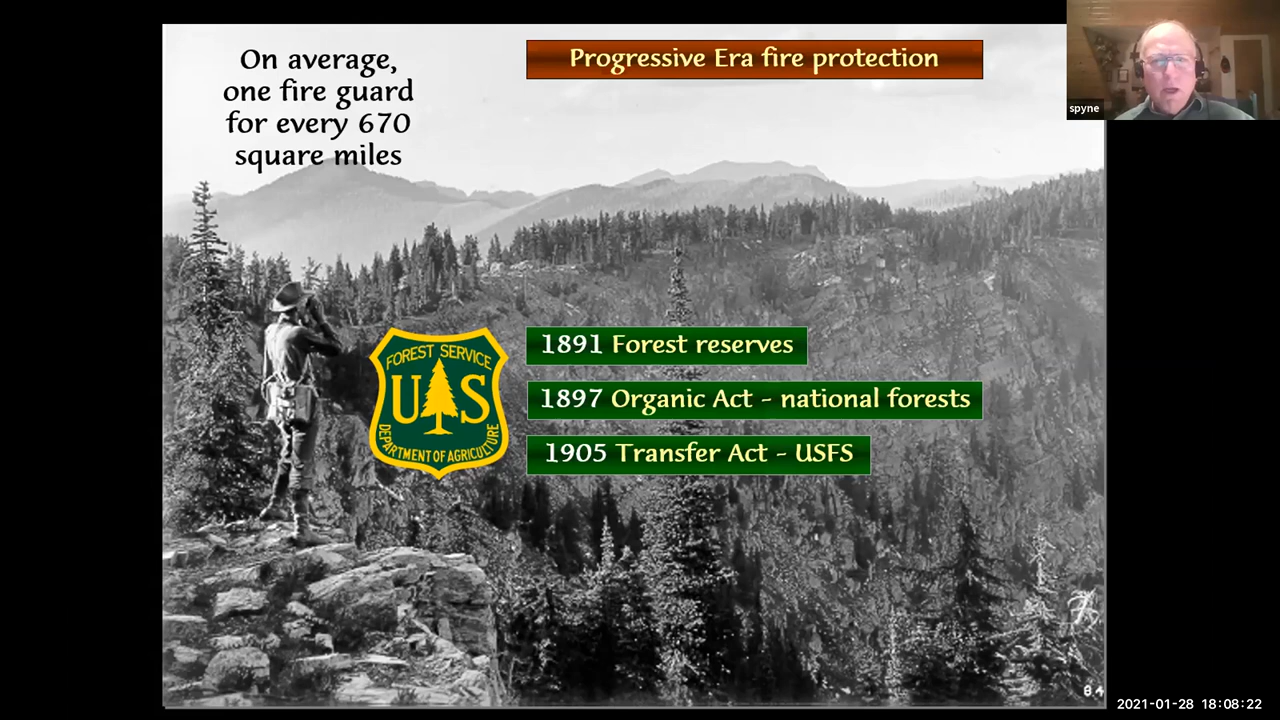 On average,
one fire guard
for every 670
square miles
Progressive Era fire protection
spyne
FOREST SERVICE
U S
DEPARTMENT OF AGRICULTURE
1891 Forest reserves
1897 Organic Act - national forests
1905 Transfer Act - USFS
84
2021-01-28 18:08:22